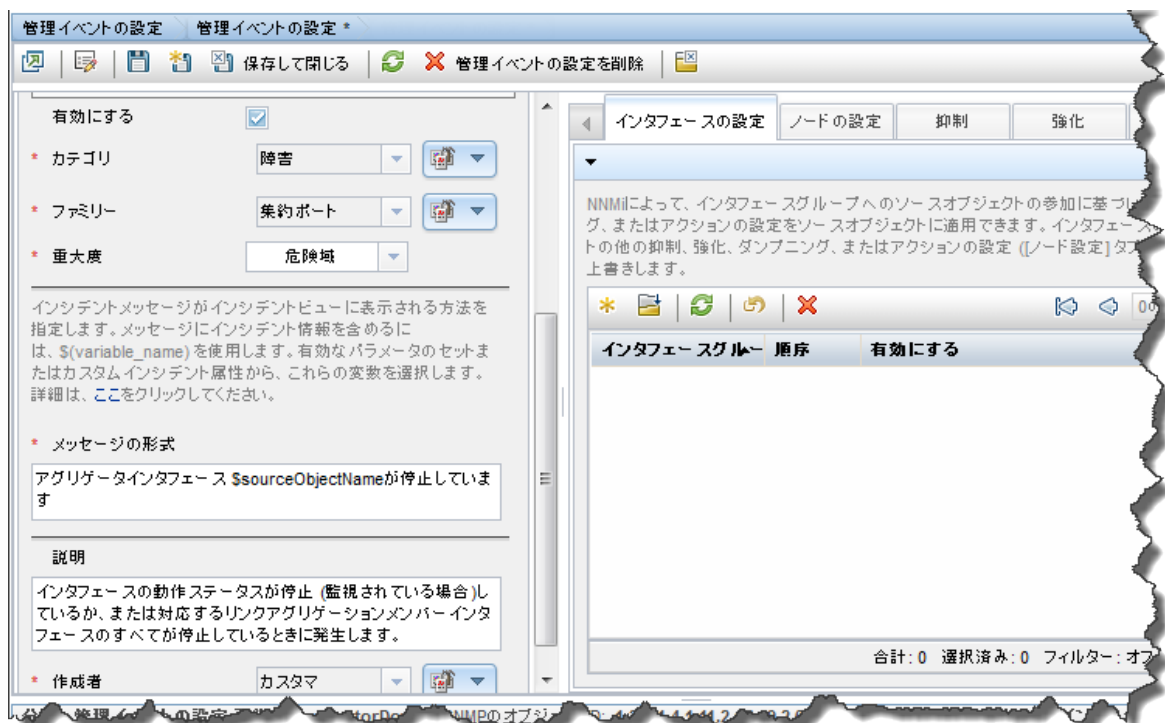 管理イベントの設定 管理イベントの設定 *
保存して閉じる 管理イベントの設定を削除
有効にする
* カテゴリ 障害
* ファミリー 集約ポート
* 重大度 危険域
インシデントメッセージがインシデントビューに表示される方法を
指定します。メッセージにインシデント情報を含めるに
は、$(variable_name) を使用します。有効なパラメータのセットま
たはカスタムインシデント属性から、これらの変数を選択します。
詳細は、ここをクリックしてください。
* メッセージの形式
アグリゲータインタフェース $sourceObjectNameが停止していま
す
説明
インタフェースの動作ステータスが停止 (監視されている場合)し
ているか、または対応するリンクアグリゲーションメンバーインタ
フェースのすべてが停止しているときに発生します。
* 作成者 カスタマ
インタフェースの設定 ノードの設定 抑制 強化
NNMiによって、インタフェースグループへのソースオブジェクトの参加に基づ
グ、またはアクションの設定をソースオブジェクトに適用できます。インタフェース
トの他の抑制、強化、ダンプニング、またはアクションの設定 ([ノード設定] タブ
上書きします。
インタフェースグルー 順序 有効にする
合計: 0 選択済み: 0 フィルター: オフ